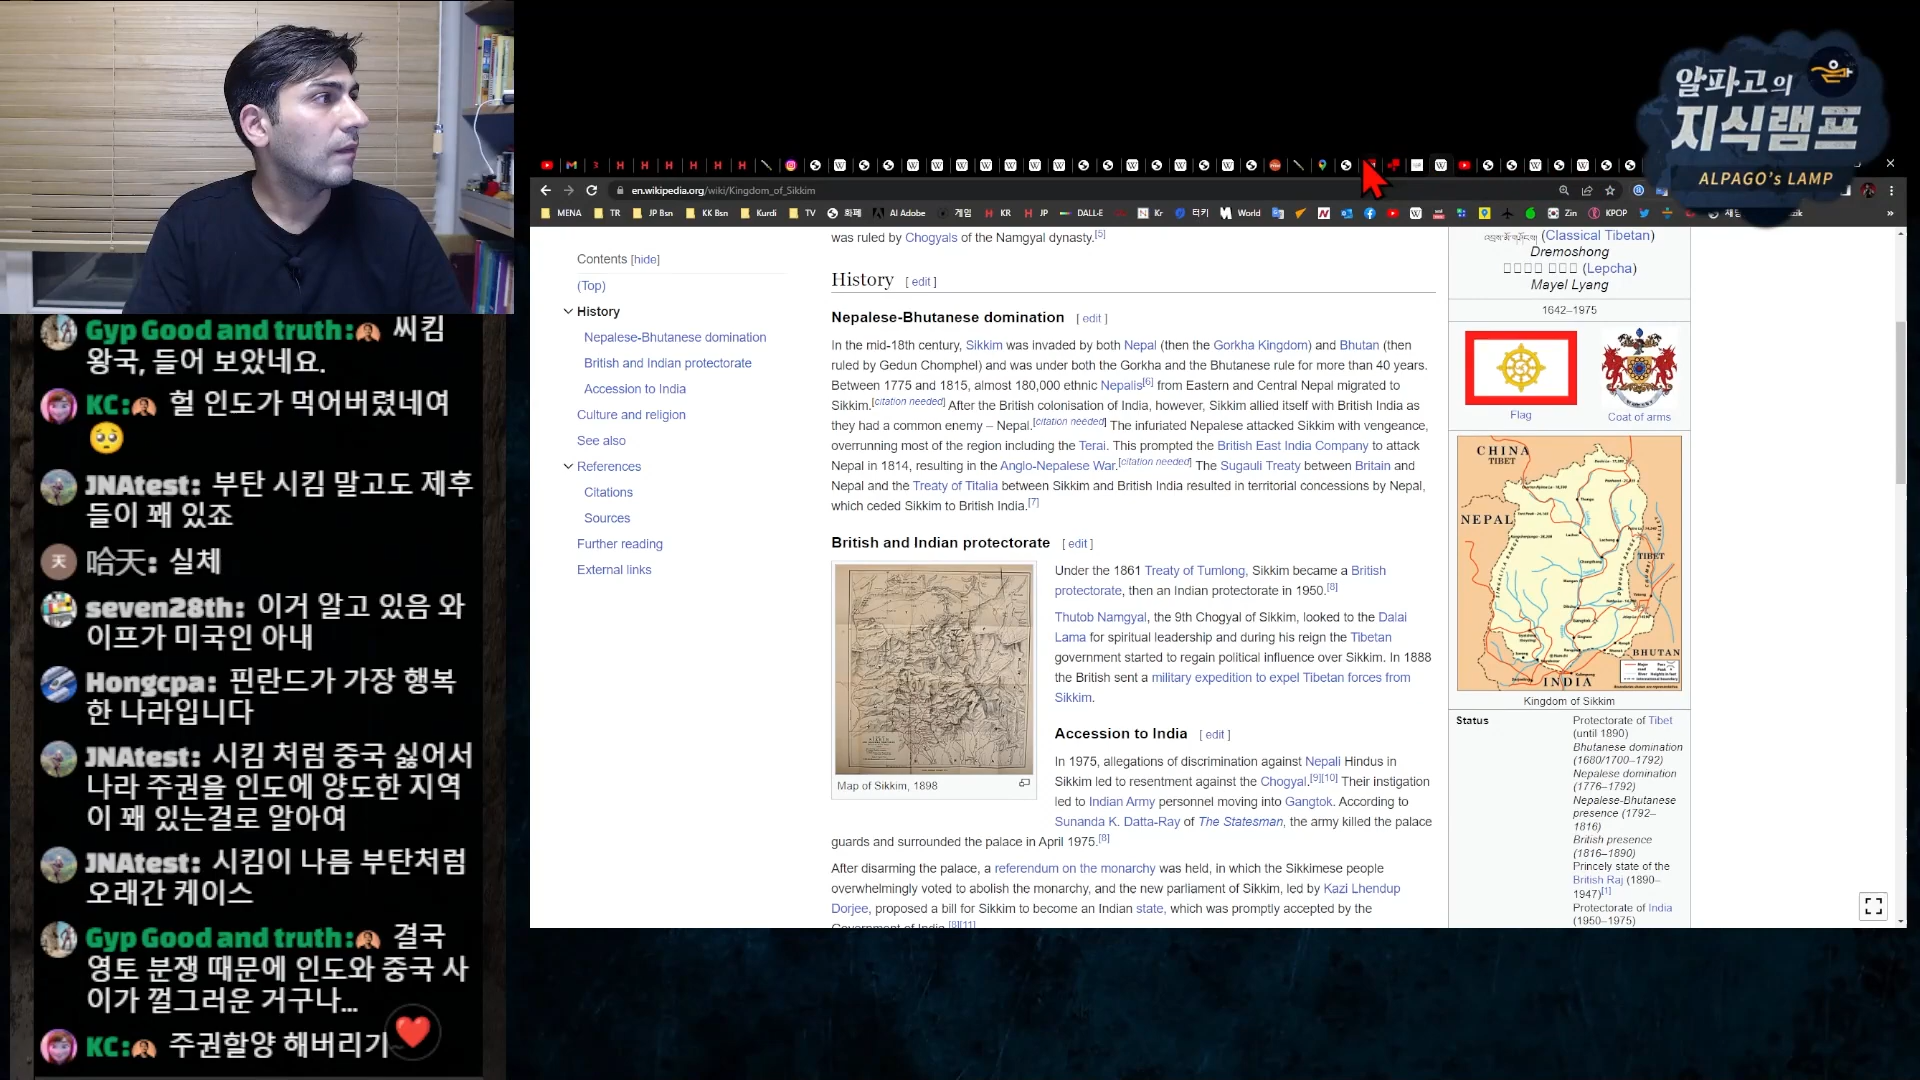 알파고의
지식램프
ALPAGO's LAMP
en.wikipedia.org/wiki/Kingdom_of_Sikkim
MENA TR JP Bsn KK Bsn Kurdi TV 화폐 AI Adobe 게임 KR JP DALL-E Kr 터키 World Zin KPOP
Contents [hide]
(Top)
History
Nepalese-Bhutanese domination
British and Indian protectorate
Accession to India
Culture and religion
See also
References
Citations
Sources
Further reading
External links
was ruled by Chogyals of the Namgyal dynasty.[5]
History [ edit ]
Nepalese-Bhutanese domination [ edit ]
In the mid-18th century, Sikkim was invaded by both Nepal (then the Gorkha Kingdom) and Bhutan (then
ruled by Gedun Chomphel) and was under both the Gorkha and the Bhutanese rule for more than 40 years.
Between 1775 and 1815, almost 180,000 ethnic Nepalis[6] from Eastern and Central Nepal migrated to
Sikkim.[citation needed] After the British colonisation of India, however, Sikkim allied itself with British India as
they had a common enemy – Nepal.[citation needed] The infuriated Nepalese attacked Sikkim with vengeance,
overrunning most of the region including the Terai. This prompted the British East India Company to attack
Nepal in 1814, resulting in the Anglo-Nepalese War.[citation needed] The Sugauli Treaty between Britain and
Nepal and the Treaty of Titalia between Sikkim and British India resulted in territorial concessions by Nepal,
which ceded Sikkim to British India.[7]
British and Indian protectorate [ edit ]
Map of Sikkim, 1898
Under the 1861 Treaty of Tumlong, Sikkim became a British
protectorate, then an Indian protectorate in 1950.[8]
Thutob Namgyal, the 9th Chogyal of Sikkim, looked to the Dalai
Lama for spiritual leadership and during his reign the Tibetan
government started to regain political influence over Sikkim. In 1888
the British sent a military expedition to expel Tibetan forces from
Sikkim.
Accession to India [ edit ]
In 1975, allegations of discrimination against Nepali Hindus in
Sikkim led to resentment against the Chogyal.[9][10] Their instigation
led to Indian Army personnel moving into Gangtok. According to
Sunanda K. Datta-Ray of The Statesman, the army killed the palace
guards and surrounded the palace in April 1975.[8]
After disarming the palace, a referendum on the monarchy was held, in which the Sikkimese people
overwhelmingly voted to abolish the monarchy, and the new parliament of Sikkim, led by Kazi Lhendup
Dorjee, proposed a bill for Sikkim to become an Indian state, which was promptly accepted by the
Government of India.[8][11]
(Classical Tibetan)
Dremoshong
(Lepcha)
Mayel Lyang
1642–1975
Flag
Coat of arms
CHINA
TIBET
NEPAL
TIBET
BHUTAN
INDIA
Kingdom of Sikkim
Status
Protectorate of Tibet
(until 1890)
Bhutanese domination
(1680/1700–1792)
Nepalese domination
(1776–1792)
Nepalese-Bhutanese
presence (1792–
1816)
British presence
(1816–1890)
Princely state of the
British Raj (1890–
1947)[1]
Protectorate of India
(1950–1975)
Gyp Good and truth: 씨킴
왕국, 들어 보았네요.
KC: 헐 인도가 먹어버렸네여
🥺
JNAtest: 부탄 시킴 말고도 제후
들이 꽤 있죠
天 哈天: 실체
seven28th: 이거 알고 있음 와
이프가 미국인 아내
Hongcpa: 핀란드가 가장 행복
한 나라입니다
JNAtest: 시킴 처럼 중국 싫어서
나라 주권을 인도에 양도한 지역
이 꽤 있는걸로 알아여
JNAtest: 시킴이 나름 부탄처럼
오래간 케이스
Gyp Good and truth: 결국
영토 분쟁 때문에 인도와 중국 사
이가 껄그러운 거구나...
KC: 주권할양 해버리기